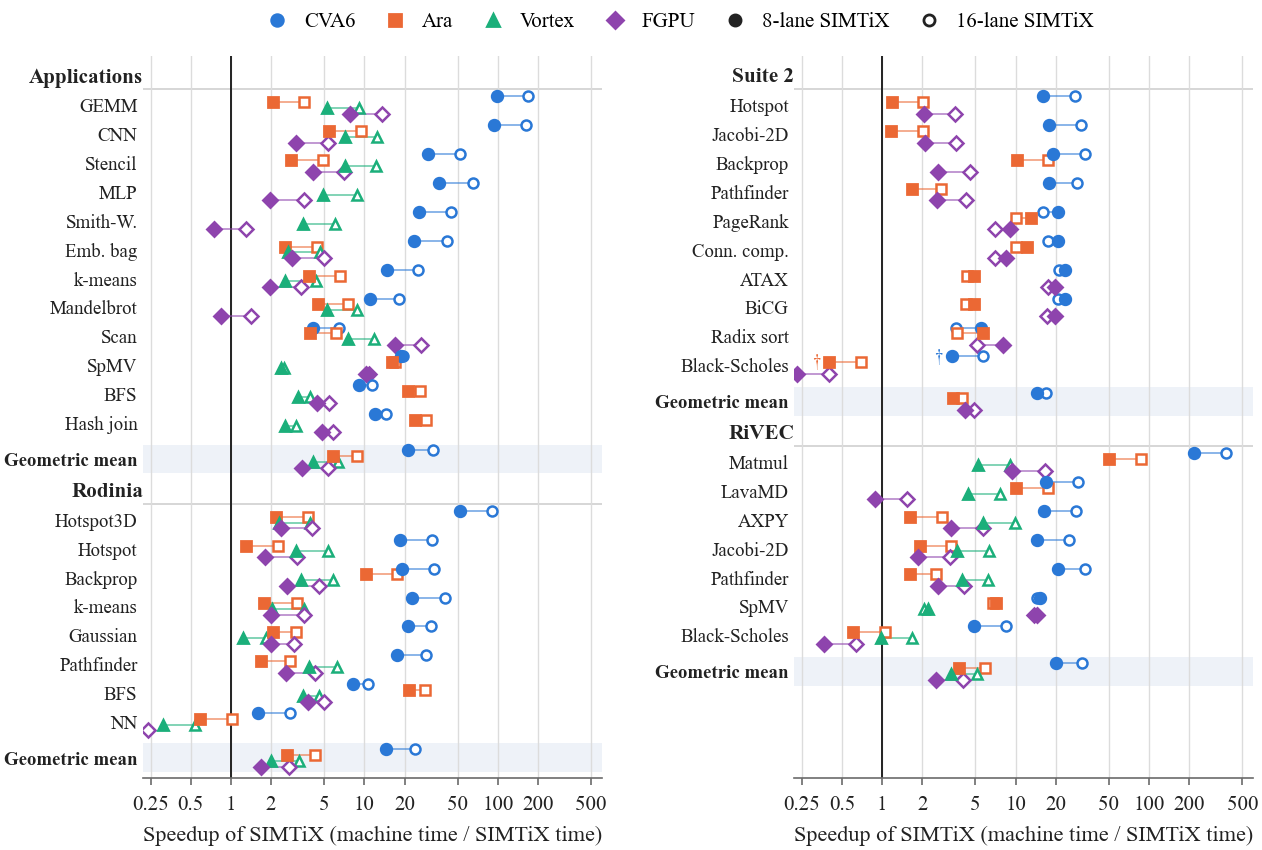 CVA6 Ara Vortex FGPU 8-lane SIMTiX 16-lane SIMTiX
Applications
GEMM
CNN
Stencil
MLP
Smith-W.
Emb. bag
k-means
Mandelbrot
Scan
SpMV
BFS
Hash join
Geometric mean
Rodinia
Hotspot3D
Hotspot
Backprop
k-means
Gaussian
Pathfinder
BFS
NN
Geometric mean
0.25 0.5 1 2 5 10 20 50 100 200 500
Speedup of SIMTiX (machine time / SIMTiX time)
Suite 2
Hotspot
Jacobi-2D
Backprop
Pathfinder
PageRank
Conn. comp.
ATAX
BiCG
Radix sort
Black-Scholes † †
Geometric mean
RiVEC
Matmul
LavaMD
AXPY
Jacobi-2D
Pathfinder
SpMV
Black-Scholes
Geometric mean
0.25 0.5 1 2 5 10 20 50 100 200 500
Speedup of SIMTiX (machine time / SIMTiX time)